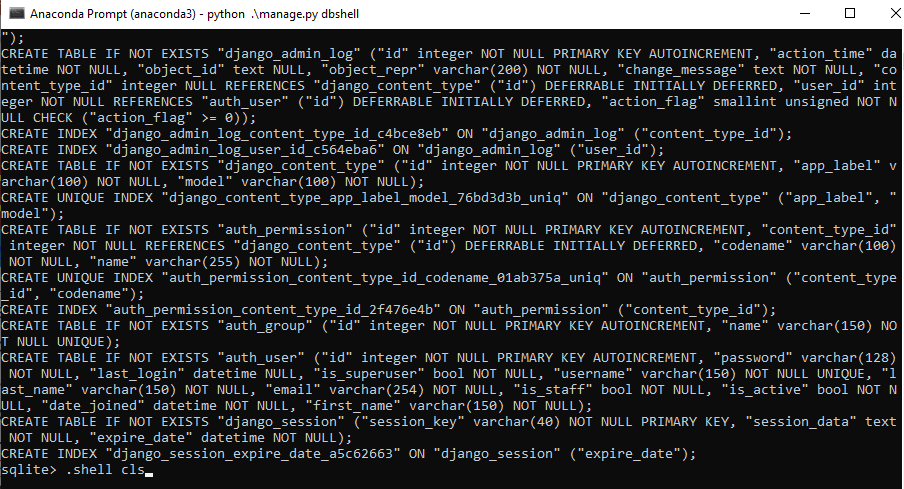 Anaconda Prompt (anaconda3) - python .\manage.py dbshell
");
CREATE TABLE IF NOT EXISTS "django_admin_log" ("id" integer NOT NULL PRIMARY KEY AUTOINCREMENT, "action_time" da
tetime NOT NULL, "object_id" text NULL, "object_repr" varchar(200) NOT NULL, "change_message" text NOT NULL, "co
ntent_type_id" integer NULL REFERENCES "django_content_type" ("id") DEFERRABLE INITIALLY DEFERRED, "user_id" int
eger NOT NULL REFERENCES "auth_user" ("id") DEFERRABLE INITIALLY DEFERRED, "action_flag" smallint unsigned NOT N
ULL CHECK ("action_flag" >= 0));
CREATE INDEX "django_admin_log_content_type_id_c4bce8eb" ON "django_admin_log" ("content_type_id");
CREATE INDEX "django_admin_log_user_id_c564eba6" ON "django_admin_log" ("user_id");
CREATE TABLE IF NOT EXISTS "django_content_type" ("id" integer NOT NULL PRIMARY KEY AUTOINCREMENT, "app_label" v
archar(100) NOT NULL, "model" varchar(100) NOT NULL);
CREATE UNIQUE INDEX "django_content_type_app_label_model_76bd3d3b_uniq" ON "django_content_type" ("app_label", "
model");
CREATE TABLE IF NOT EXISTS "auth_permission" ("id" integer NOT NULL PRIMARY KEY AUTOINCREMENT, "content_type_id"
 integer NOT NULL REFERENCES "django_content_type" ("id") DEFERRABLE INITIALLY DEFERRED, "codename" varchar(100)
 NOT NULL, "name" varchar(255) NOT NULL);
CREATE UNIQUE INDEX "auth_permission_content_type_id_codename_01ab375a_uniq" ON "auth_permission" ("content_type
_id", "codename");
CREATE INDEX "auth_permission_content_type_id_2f476e4b" ON "auth_permission" ("content_type_id");
CREATE TABLE IF NOT EXISTS "auth_group" ("id" integer NOT NULL PRIMARY KEY AUTOINCREMENT, "name" varchar(150) NO
T NULL UNIQUE);
CREATE TABLE IF NOT EXISTS "auth_user" ("id" integer NOT NULL PRIMARY KEY AUTOINCREMENT, "password" varchar(128)
 NOT NULL, "last_login" datetime NULL, "is_superuser" bool NOT NULL, "username" varchar(150) NOT NULL UNIQUE, "l
ast_name" varchar(150) NOT NULL, "email" varchar(254) NOT NULL, "is_staff" bool NOT NULL, "is_active" bool NOT N
ULL, "date_joined" datetime NOT NULL, "first_name" varchar(150) NOT NULL);
CREATE TABLE IF NOT EXISTS "django_session" ("session_key" varchar(40) NOT NULL PRIMARY KEY, "session_data" text
 NOT NULL, "expire_date" datetime NOT NULL);
CREATE INDEX "django_session_expire_date_a5c62663" ON "django_session" ("expire_date");
sqlite> .shell cls